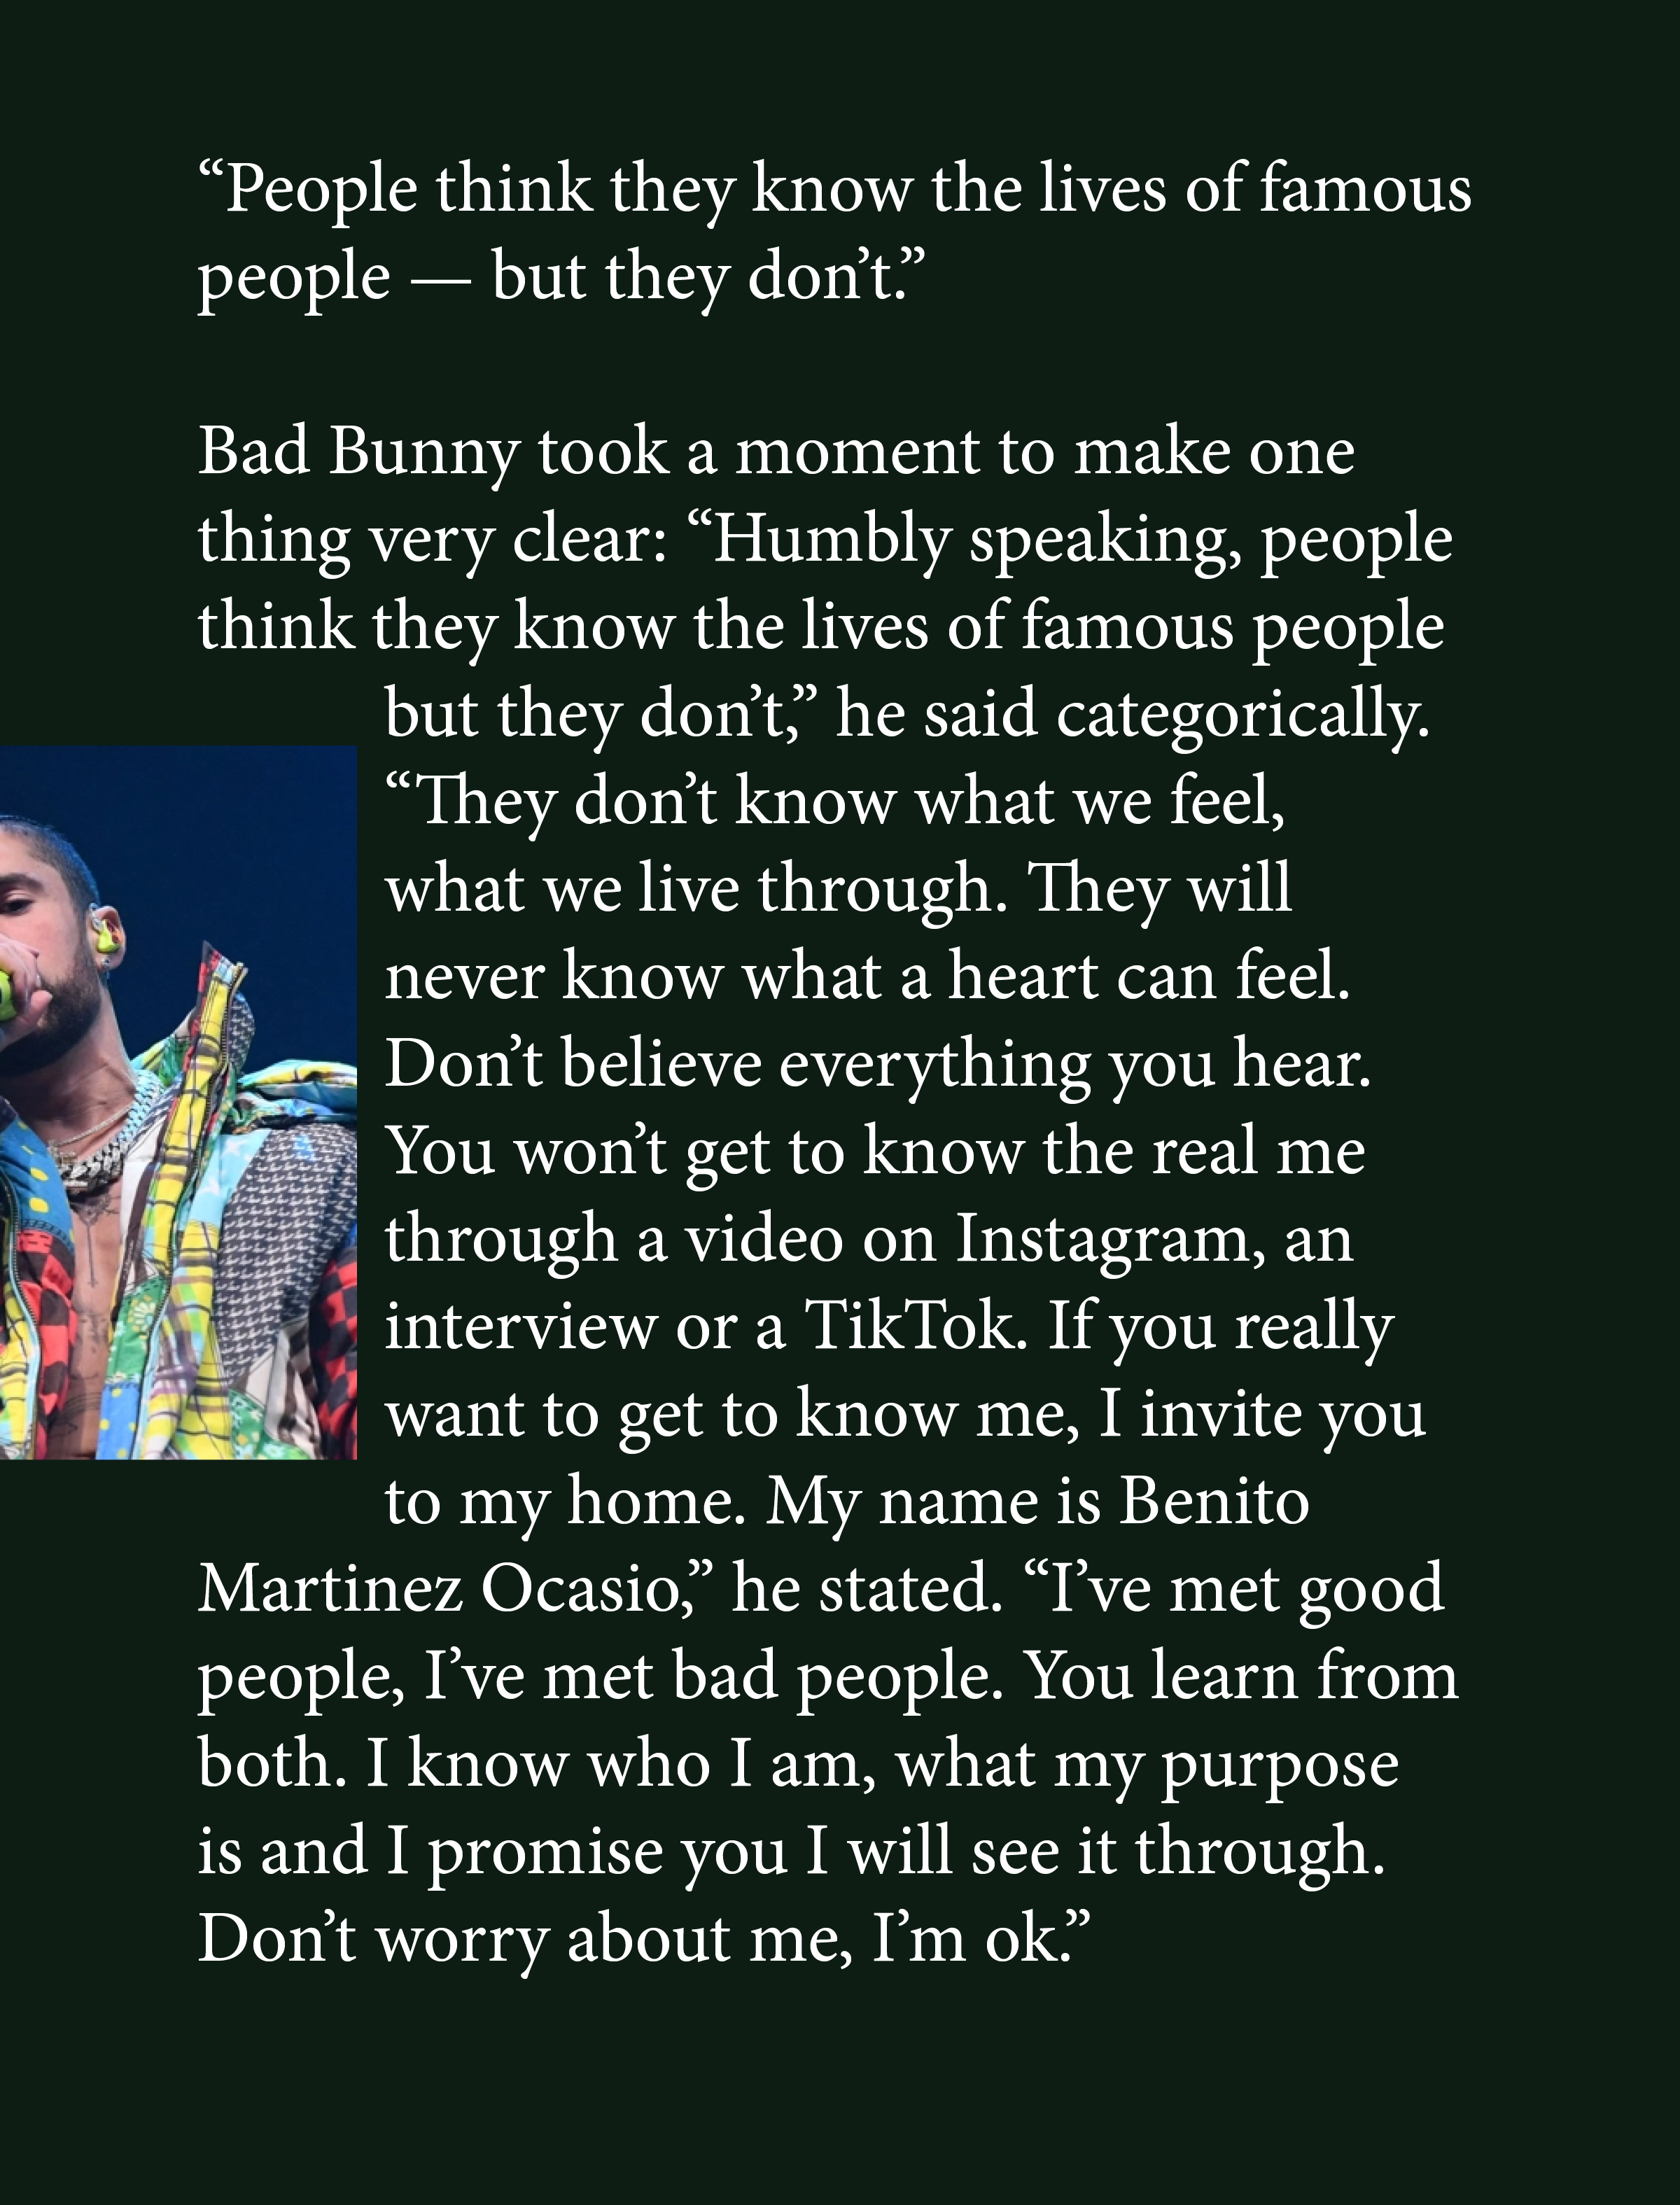 “People think they know the lives of famous
people — but they don’t.”
Bad Bunny took a moment to make one
thing very clear: “Humbly speaking, people
think they know the lives of famous people
but they don’t,” he said categorically.
“They don’t know what we feel,
what we live through. They will
never know what a heart can feel.
Don’t believe everything you hear.
You won’t get to know the real me
through a video on Instagram, an
interview or a TikTok. If you really
want to get to know me, I invite you
to my home. My name is Benito
Martinez Ocasio,” he stated. “I’ve met good
people, I’ve met bad people. You learn from
both. I know who I am, what my purpose
is and I promise you I will see it through.
Don’t worry about me, I’m ok.”